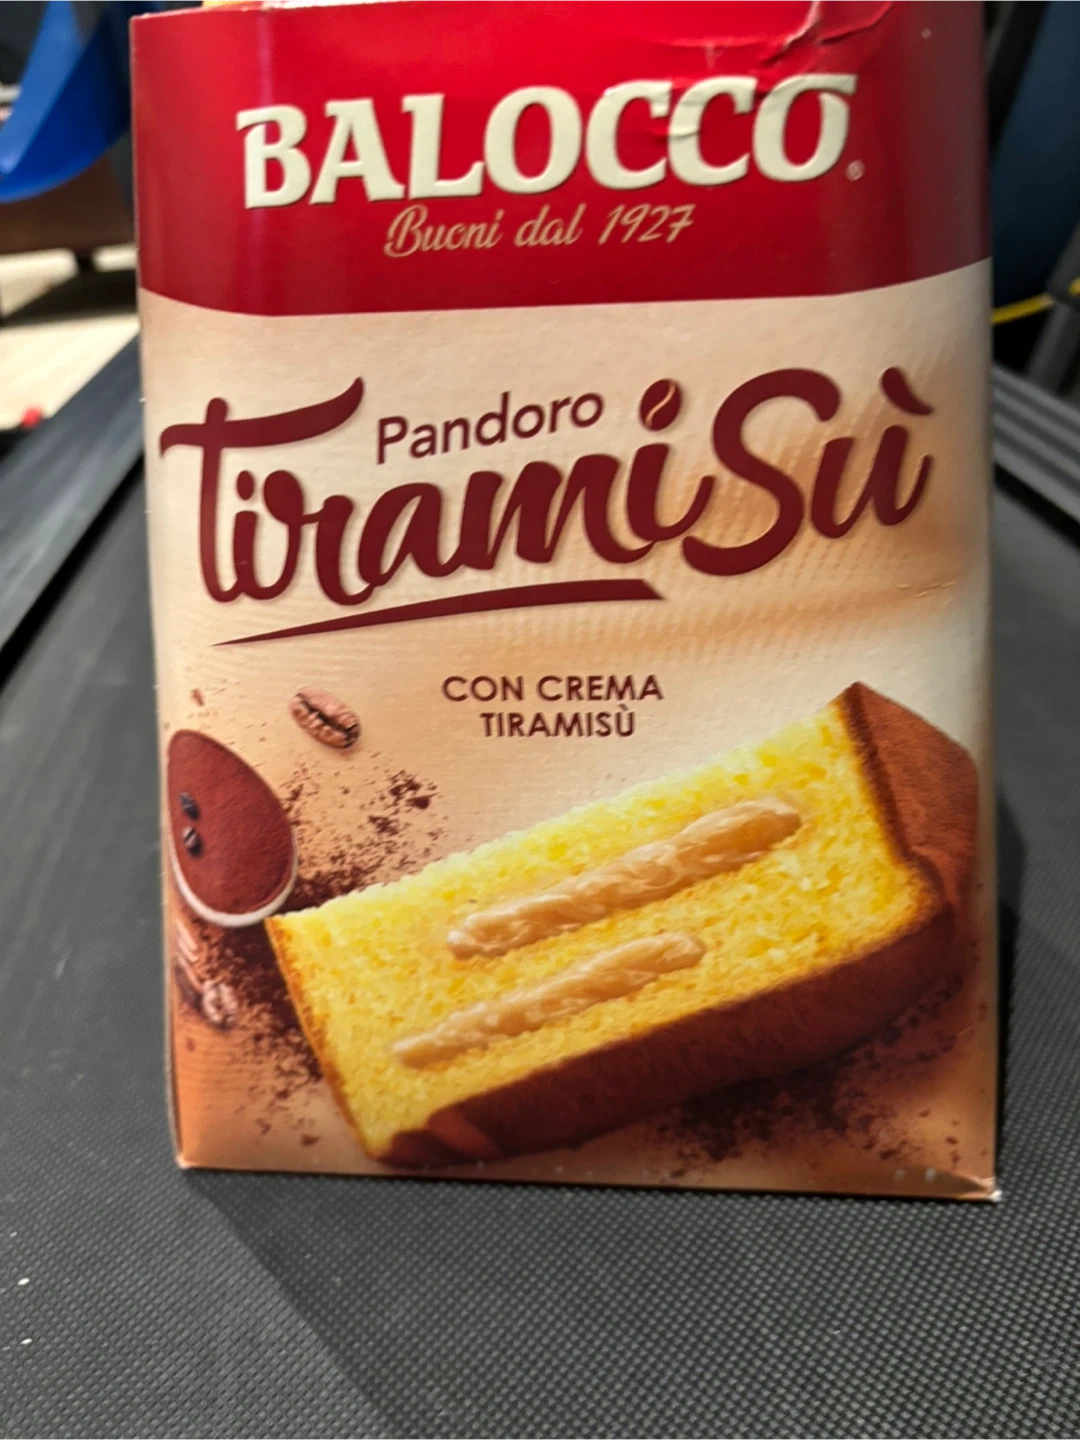 BALOCCO®
Buoni dal 1927
Pandoro
TiramiSù
CON CREMA
TIRAMISÙ